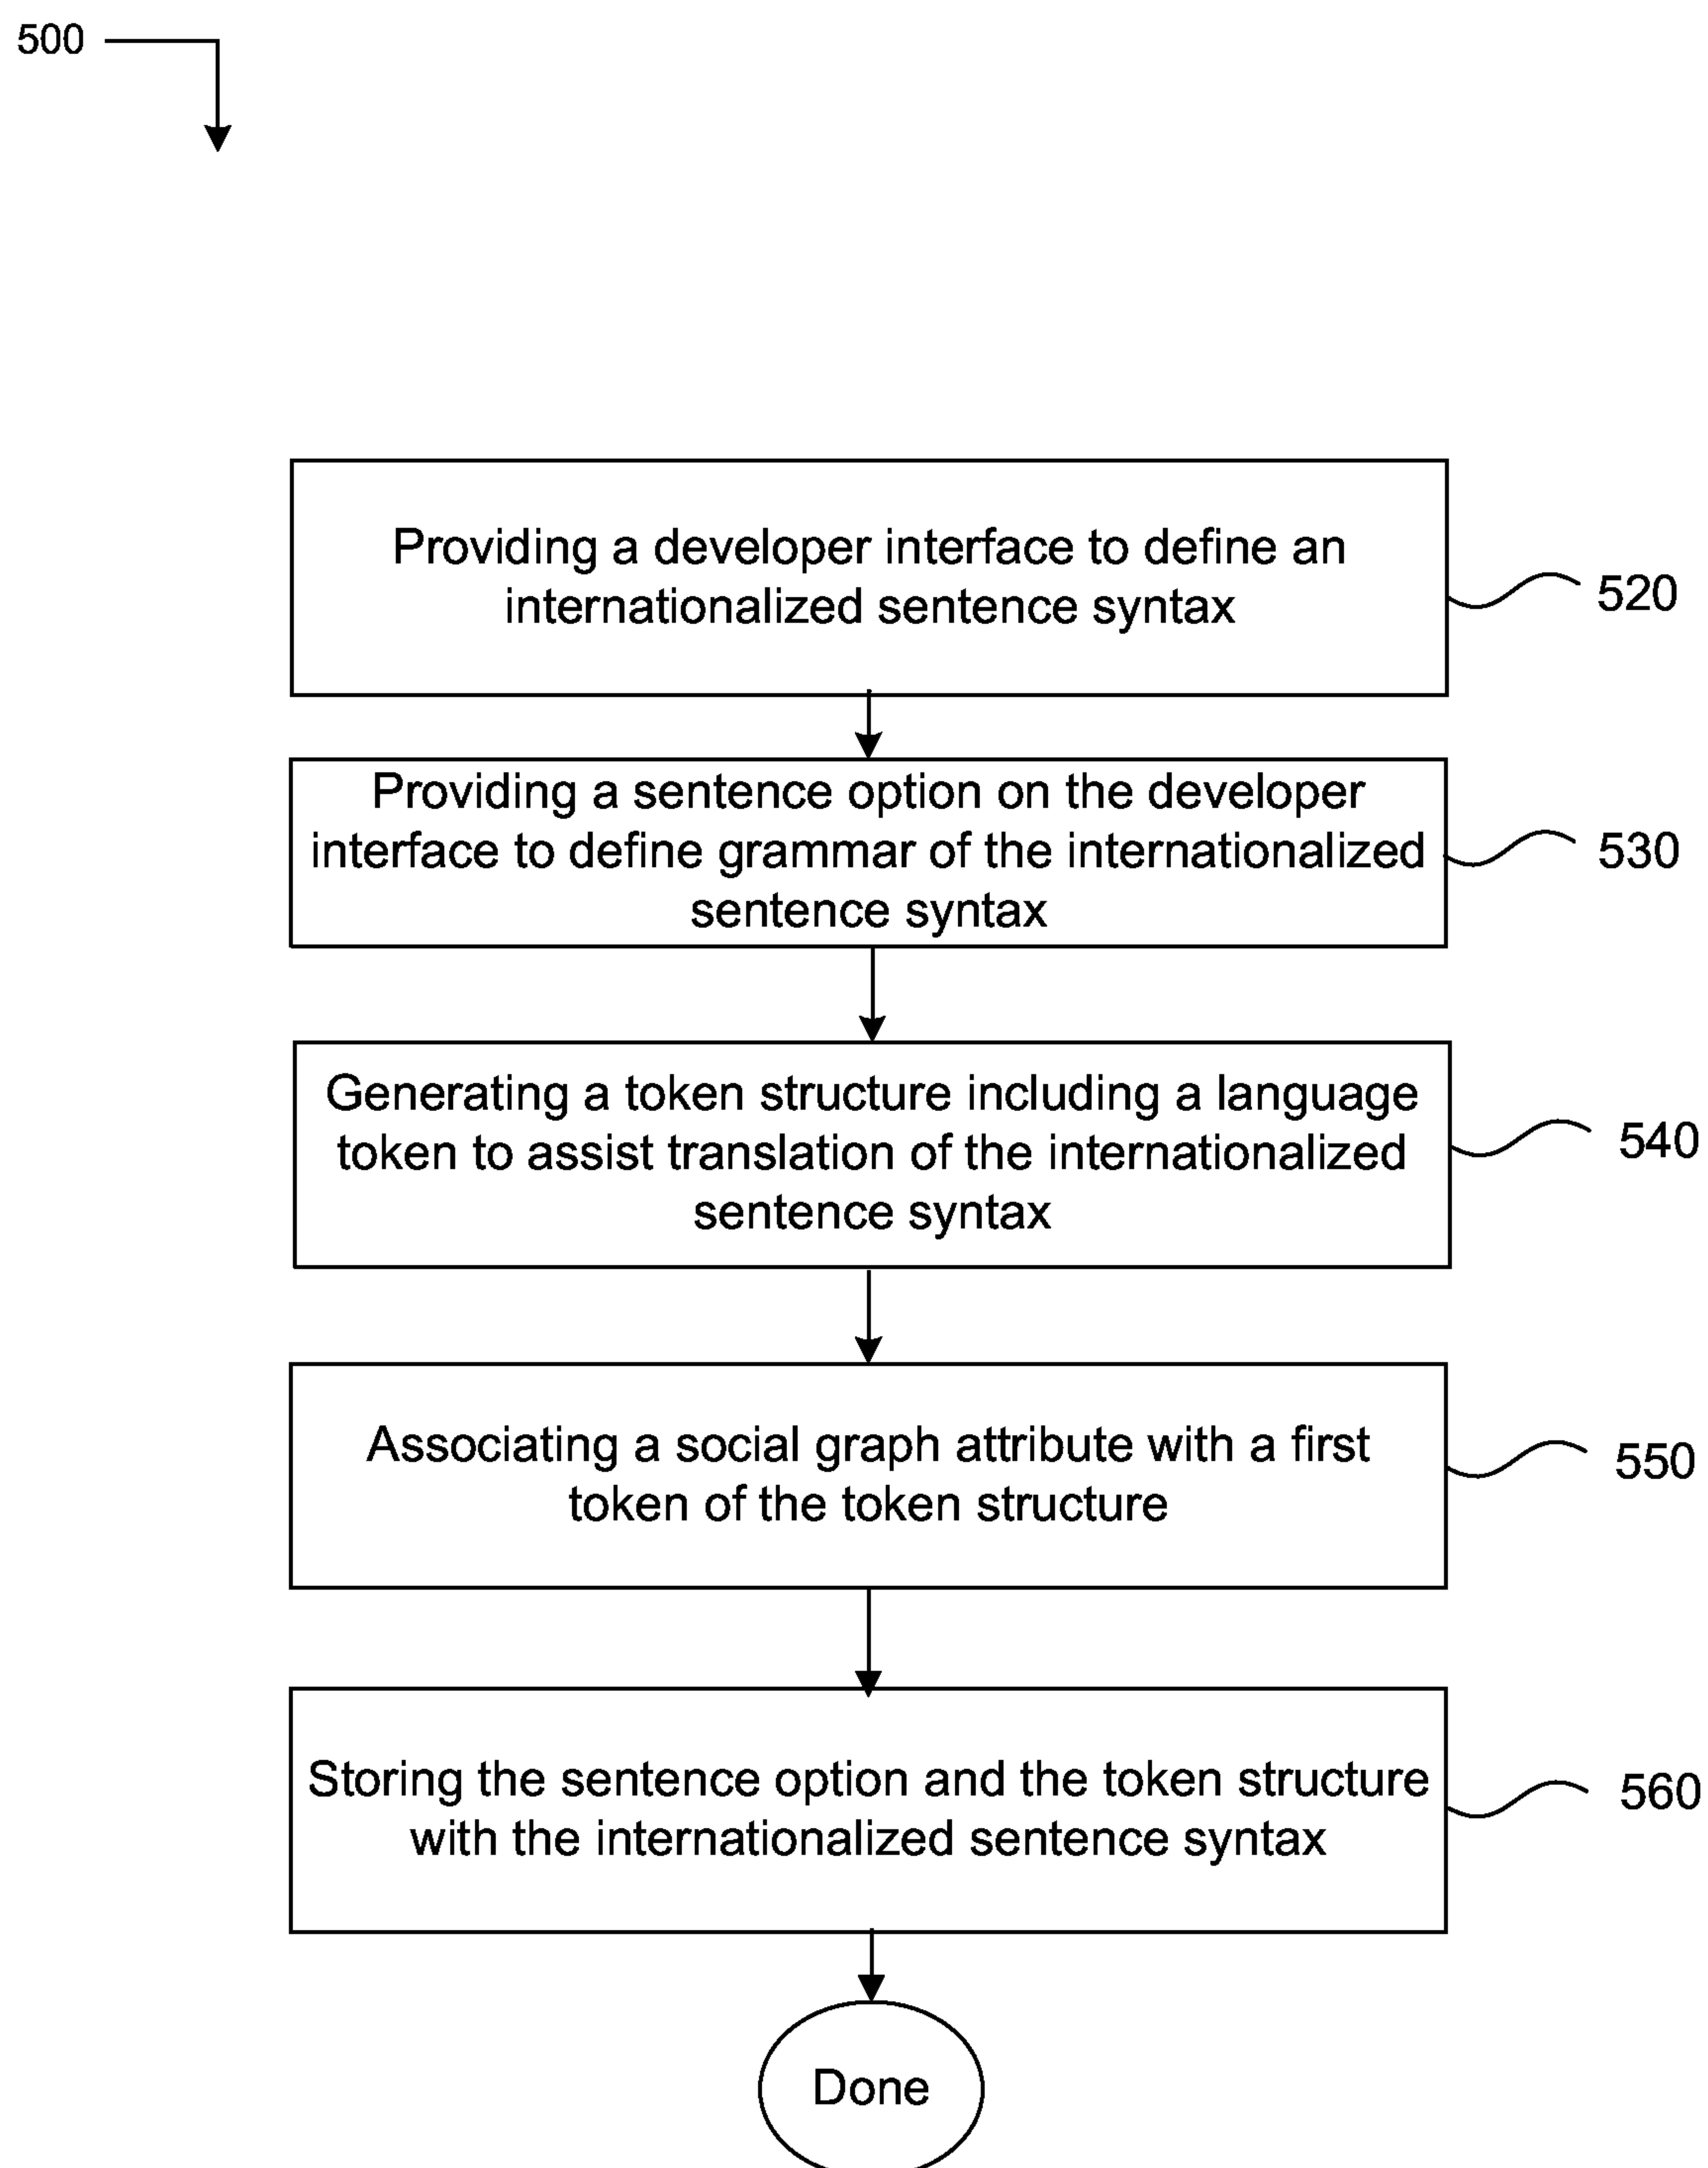 500
Providing a developer interface to define an
internationalized sentence syntax
520
Providing a sentence option on the developer
interface to define grammar of the internationalized
sentence syntax
530
Generating a token structure including a language
token to assist translation of the internationalized
sentence syntax
540
Associating a social graph attribute with a first
token of the token structure
550
Storing the sentence option and the token structure
with the internationalized sentence syntax
560
Done